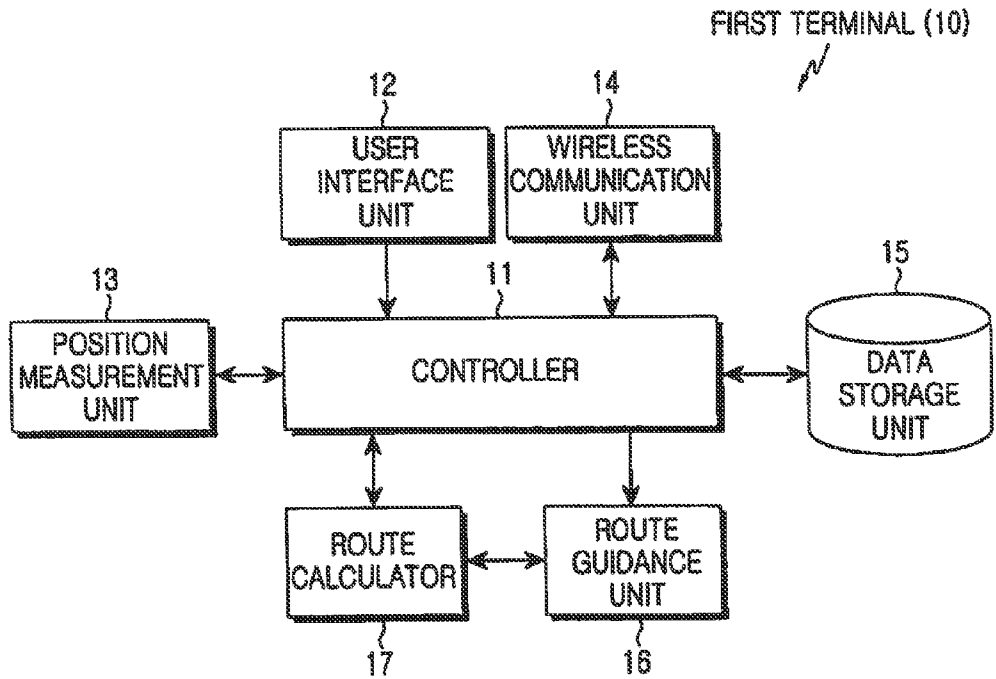 FIRST TERMINAL (10)
12
14
USER
INTERFACE
UNIT
WIRELESS
COMMUNICATION
UNIT
13
11
15
POSITION
MEASUREMENT
UNIT
CONTROLLER
DATA
STORAGE
UNIT
ROUTE
CALCULATOR
ROUTE
GUIDANCE
UNIT
17
16